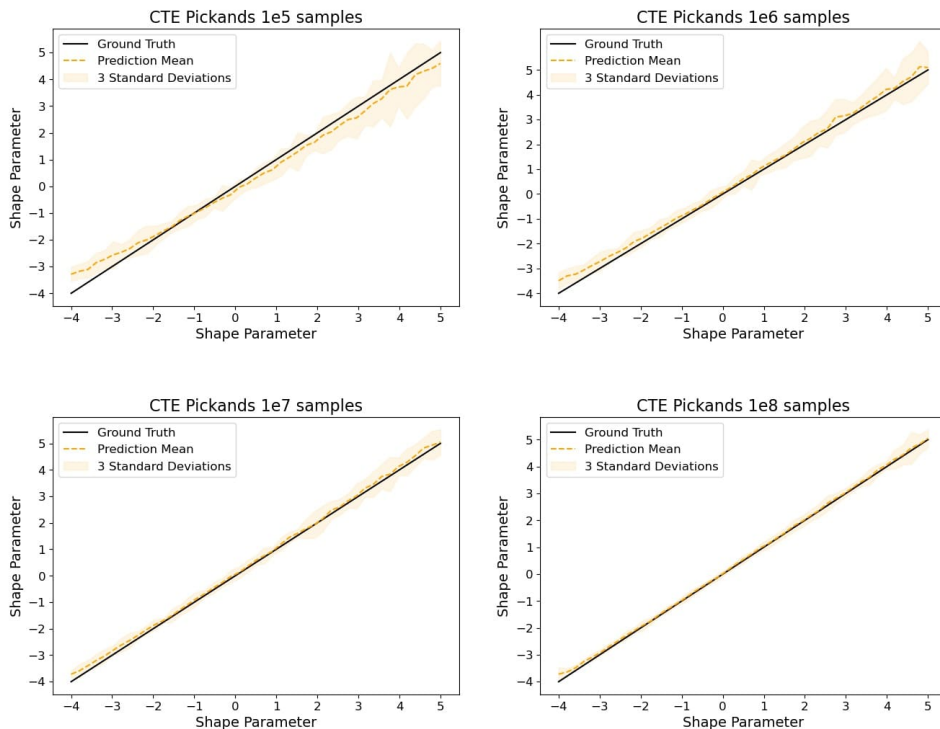 CTE Pickands 1e5 samples
Ground Truth
Prediction Mean
3 Standard Deviations
5
4
3
2
1
0
−1
−2
−3
−4
Shape Parameter
−4 −3 −2 −1 0 1 2 3 4 5
Shape Parameter
CTE Pickands 1e6 samples
Ground Truth
Prediction Mean
3 Standard Deviations
5
4
3
2
1
0
−1
−2
−3
−4
Shape Parameter
−4 −3 −2 −1 0 1 2 3 4 5
Shape Parameter
CTE Pickands 1e7 samples
Ground Truth
Prediction Mean
3 Standard Deviations
5
4
3
2
1
0
−1
−2
−3
−4
Shape Parameter
−4 −3 −2 −1 0 1 2 3 4 5
Shape Parameter
CTE Pickands 1e8 samples
Ground Truth
Prediction Mean
3 Standard Deviations
5
4
3
2
1
0
−1
−2
−3
−4
Shape Parameter
−4 −3 −2 −1 0 1 2 3 4 5
Shape Parameter